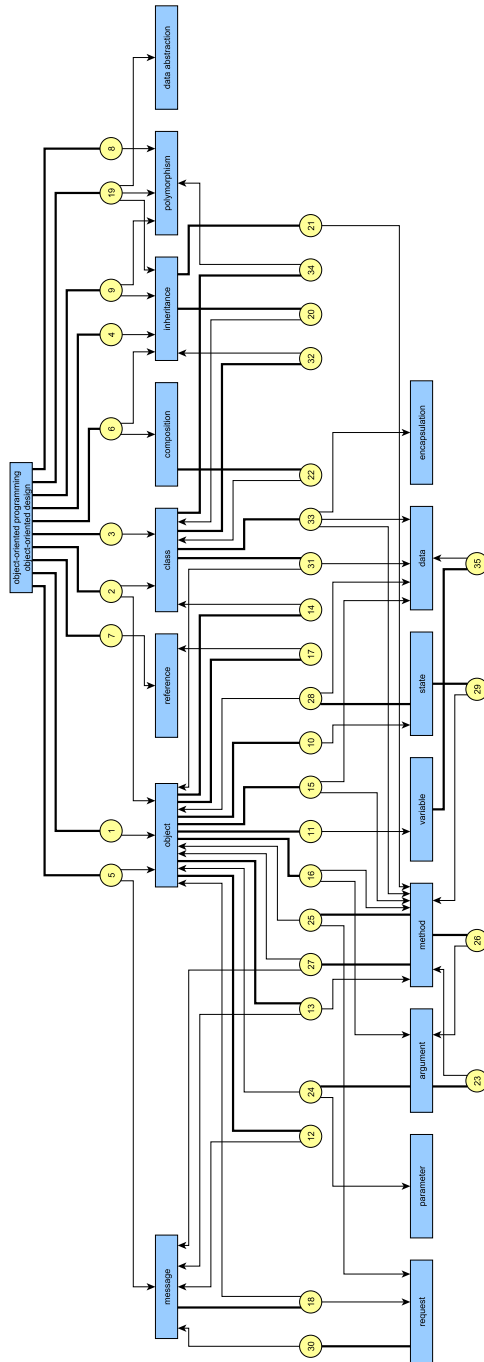 object-oriented programming
object-oriented design
5
1
7
2
3
6
4
9
19
8
message
object
reference
class
composition
inheritance
polymorphism
data abstraction
30
18
12
24
13
27
25
16
11
15
10
28
17
14
31
33
22
32
20
34
21
request
parameter
argument
method
variable
state
data
encapsulation
23
26
29
35